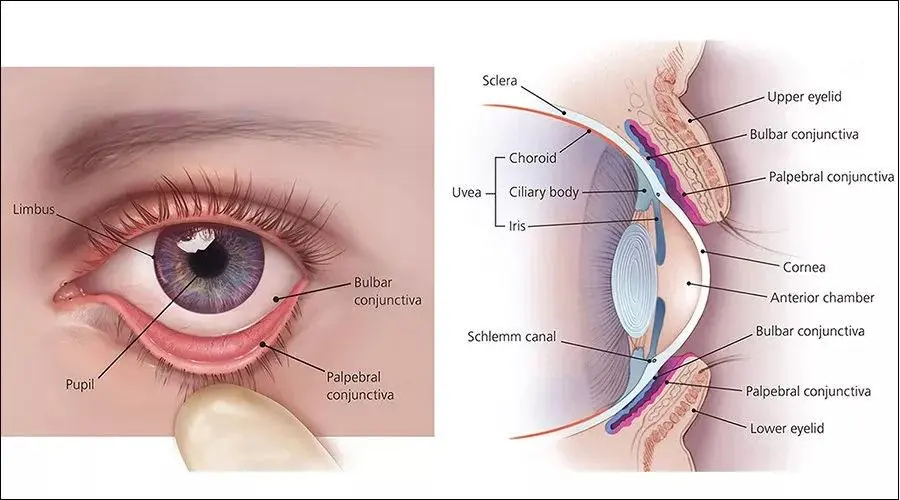 Limbus
Pupil
Bulbar
conjunctiva
Palpebral
conjunctiva
Sclera
Uvea
Choroid
Ciliary body
Iris
Schlemm canal
Upper eyelid
Bulbar conjunctiva
Palpebral conjunctiva
Cornea
Anterior chamber
Bulbar conjunctiva
Palpebral conjunctiva
Lower eyelid